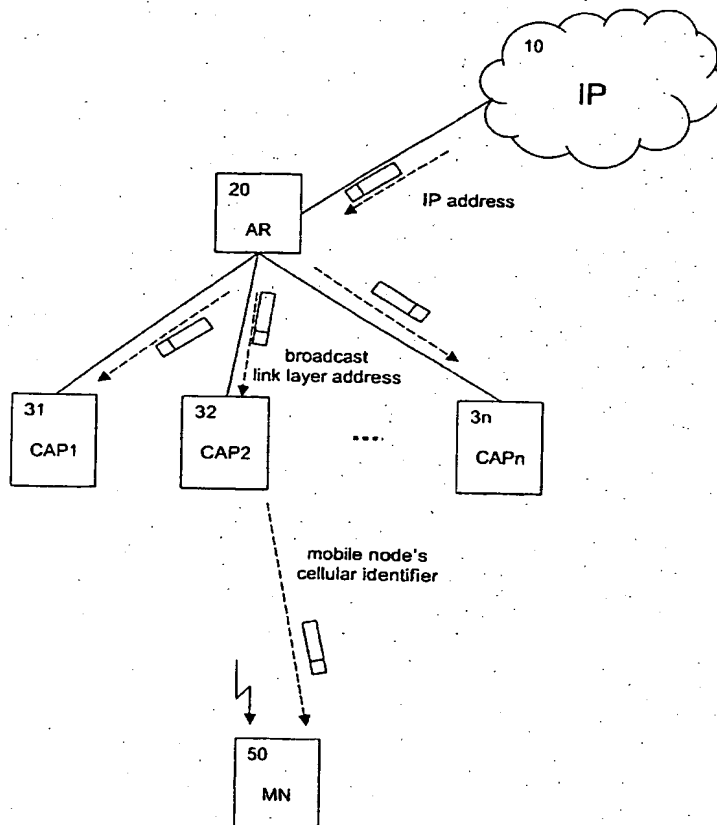 10
IP
20
AR
IP address
broadcast
link layer address
31
CAP1
32
CAP2
3n
CAPn
mobile node's
cellular identifier
50
MN